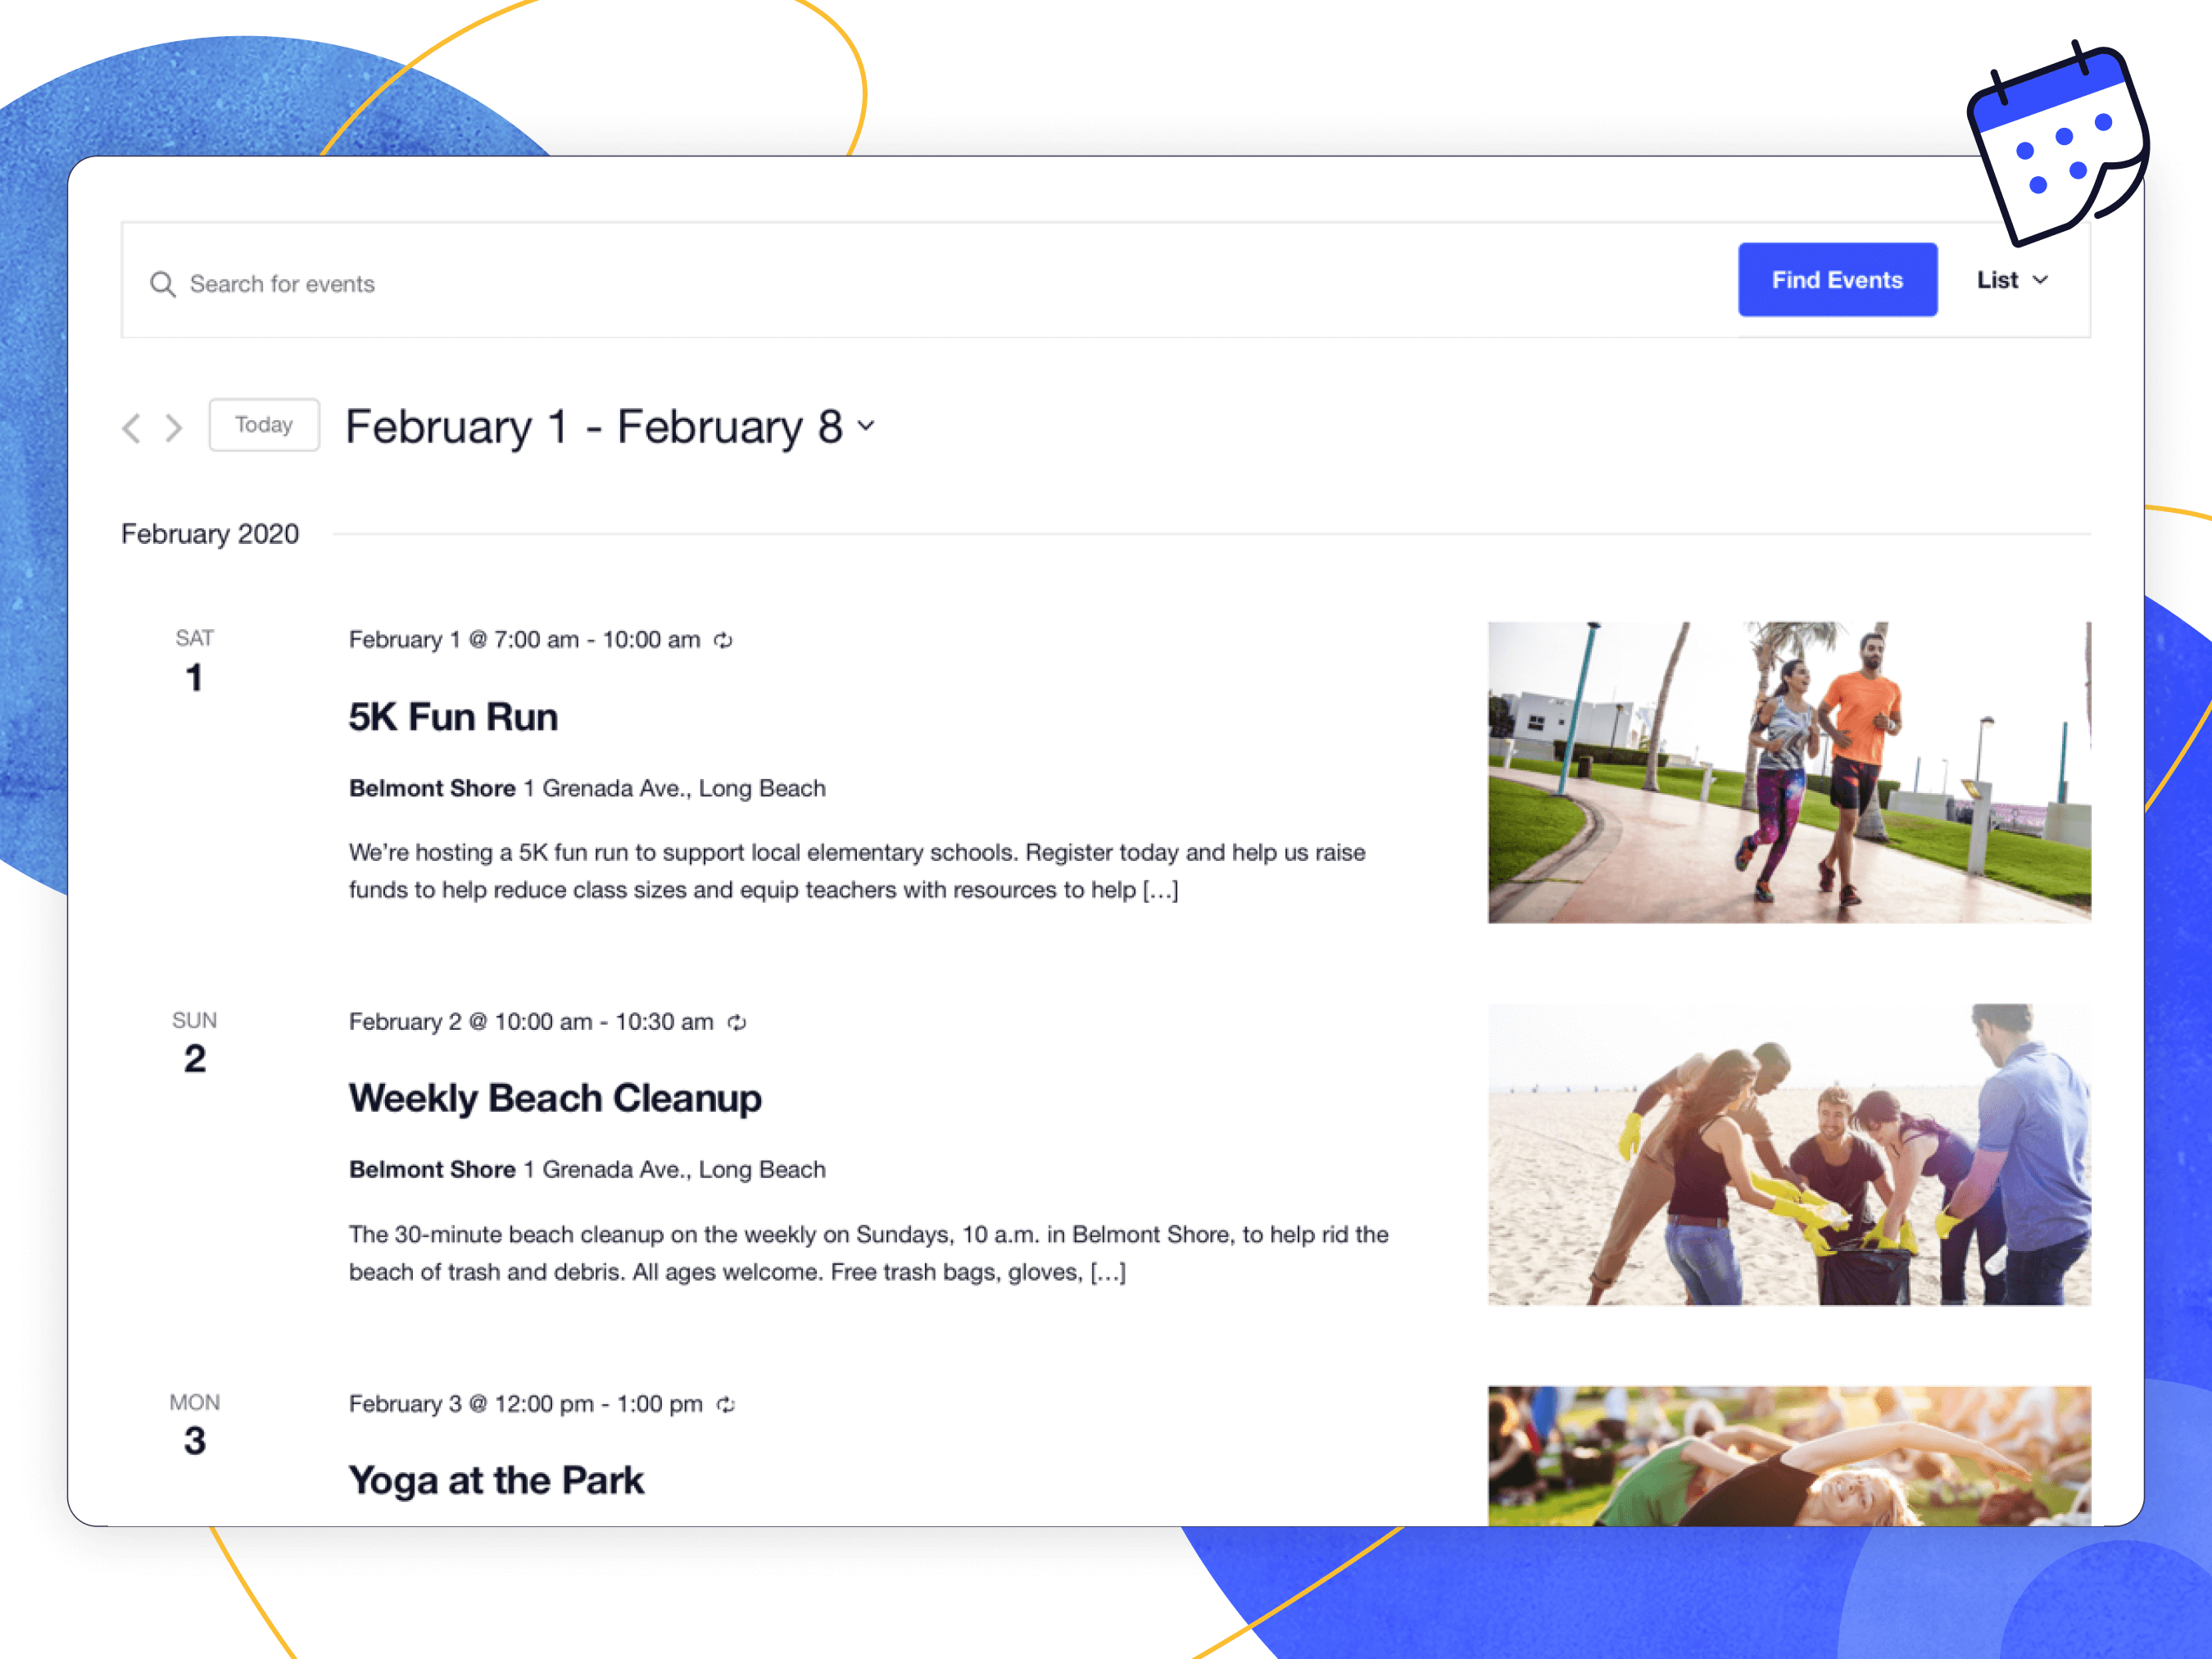 Search for events
Find Events
List
Today
February 1 - February 8
February 2020
SAT
1
February 1 @ 7:00 am - 10:00 am
5K Fun Run
Belmont Shore 1 Grenada Ave., Long Beach
We're hosting a 5K fun run to support local elementary schools. Register today and help us raise
funds to help reduce class sizes and equip teachers with resources to help [...]
SUN
2
February 2 @ 10:00 am - 10:30 am
Weekly Beach Cleanup
Belmont Shore 1 Grenada Ave., Long Beach
The 30-minute beach cleanup on the weekly on Sundays, 10 a.m. in Belmont Shore, to help rid the
beach of trash and debris. All ages welcome. Free trash bags, gloves, [...]
MON
3
February 3 @ 12:00 pm - 1:00 pm
Yoga at the Park